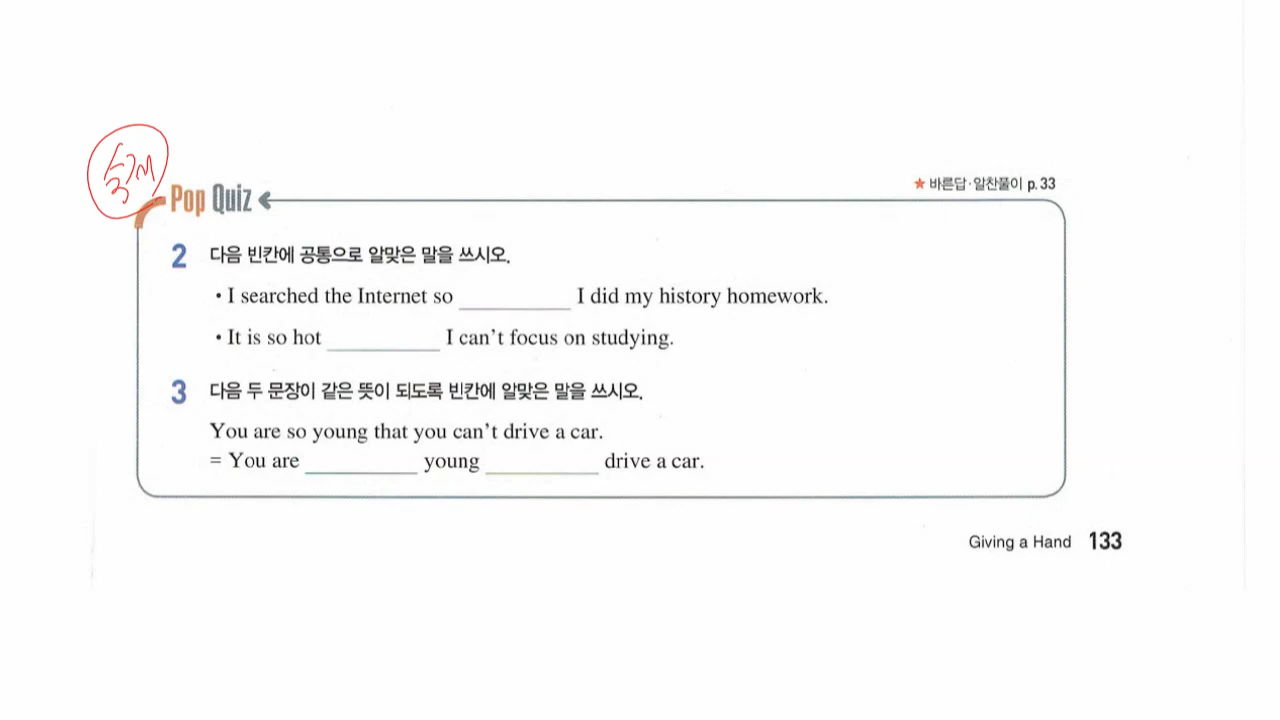 숙제
★ 바른답·알찬풀이 p.33
Pop Quiz
2 다음 빈칸에 공통으로 알맞은 말을 쓰시오.
• I searched the Internet so __________ I did my history homework.
• It is so hot __________ I can't focus on studying.
3 다음 두 문장이 같은 뜻이 되도록 빈칸에 알맞은 말을 쓰시오.
You are so young that you can't drive a car.
= You are __________ young __________ drive a car.
Giving a Hand 133